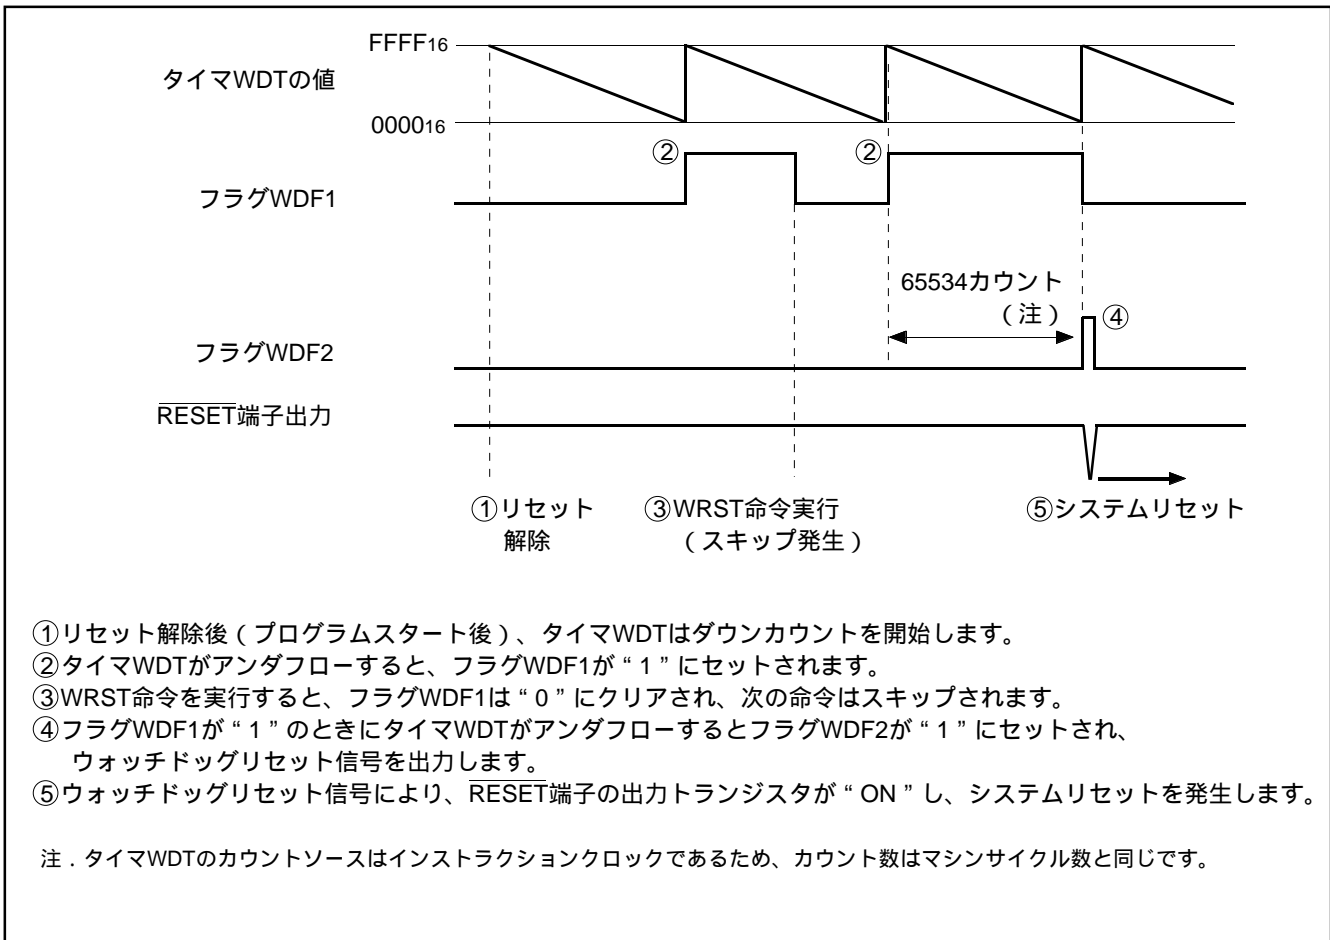 FFFF16
タイマWDTの値
000016
②
②
フラグWDF1
65534カウント
（注）
④
フラグWDF2
RESET端子出力
①リセット
解除
③WRST命令実行
（スキップ発生）
⑤システムリセット
①リセット解除後（プログラムスタート後）、タイマWDTはダウンカウントを開始します。
②タイマWDTがアンダフローすると、フラグWDF1が“1”にセットされます。
③WRST命令を実行すると、フラグWDF1は“0”にクリアされ、次の命令はスキップされます。
④フラグWDF1が“1”のときにタイマWDTがアンダフローするとフラグWDF2が“1”にセットされ、
ウォッチドッグリセット信号を出力します。
⑤ウォッチドッグリセット信号により、RESET端子の出力トランジスタが“ON”し、システムリセットを発生します。
注．タイマWDTのカウントソースはインストラクションクロックであるため、カウント数はマシンサイクル数と同じです。